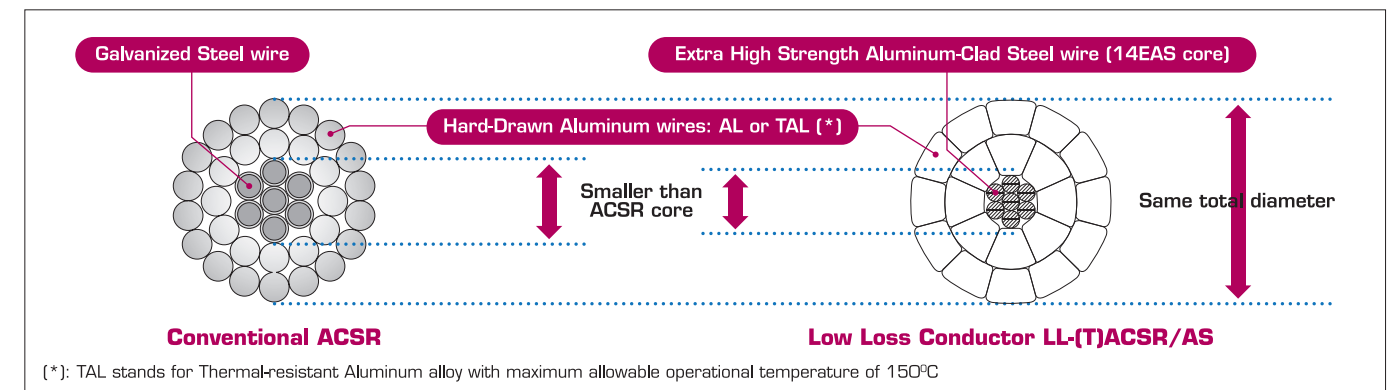 Galvanized Steel wire
Extra High Strength Aluminum-Clad Steel wire (14EAS core)
Hard-Drawn Aluminum wires: AL or TAL (*)
Smaller than
ACSR core
Same total diameter
Conventional ACSR
Low Loss Conductor LL-(T)ACSR/AS
(*): TAL stands for Thermal-resistant Aluminum alloy with maximum allowable operational temperature of 150⁰C